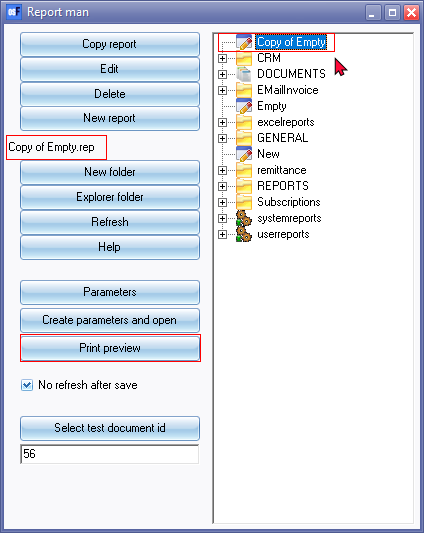 Report man
Copy report
Edit
Delete
New report
Copy of Empty.rep
New folder
Explorer folder
Refresh
Help
Parameters
Create parameters and open
Print preview
No refresh after save
Select test document id
56
Copy of Empty
CRM
DOCUMENTS
EMailInvoice
Empty
excelreports
GENERAL
New
remittance
REPORTS
Subscriptions
systemreports
userreports